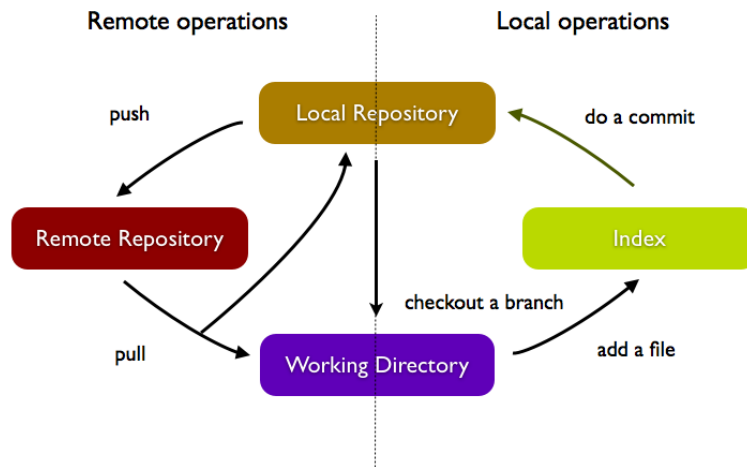 Remote operations
Local operations
push
Local Repository
do a commit
Remote Repository
Index
checkout a branch
pull
Working Directory
add a file